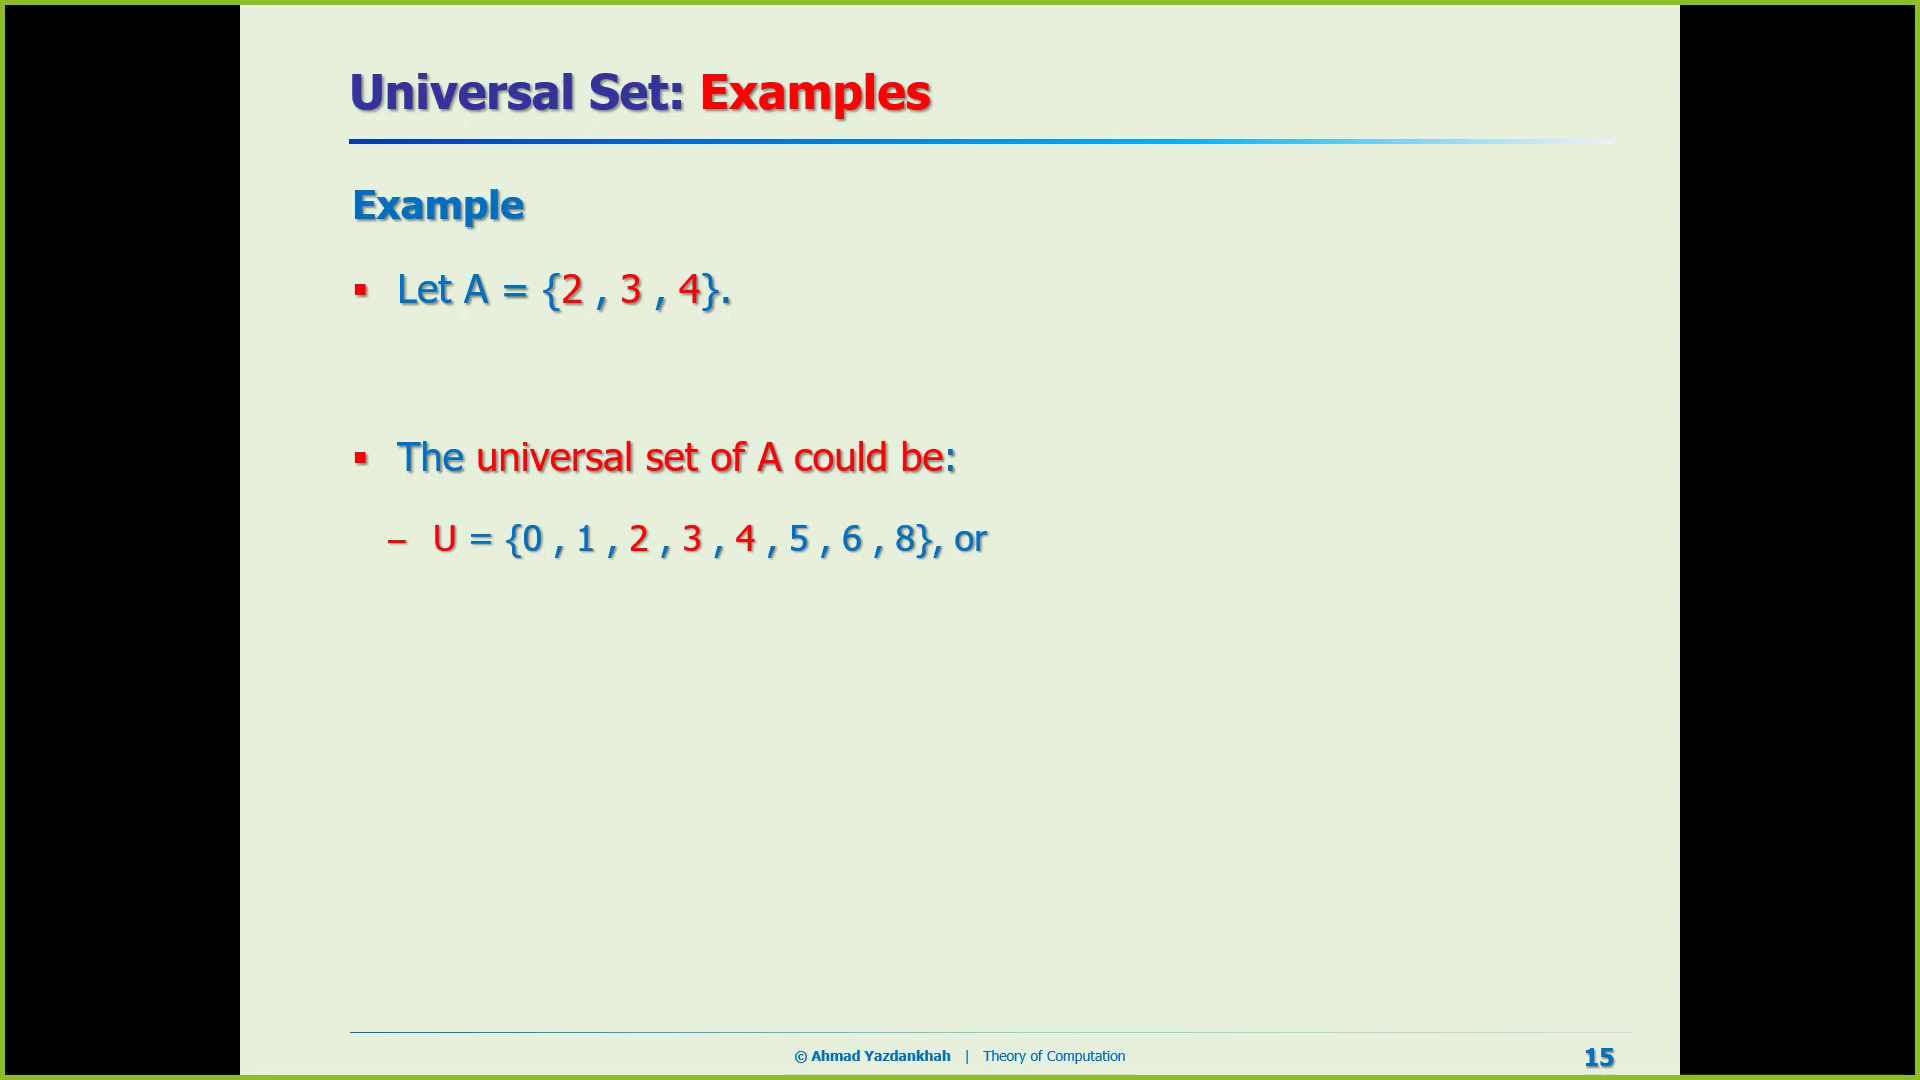 Universal Set: Examples
Example
▪ Let A = {2 , 3 , 4}.
▪ The universal set of A could be:
– U = {0 , 1 , 2 , 3 , 4 , 5 , 6 , 8}, or
© Ahmad Yazdankhah | Theory of Computation 15